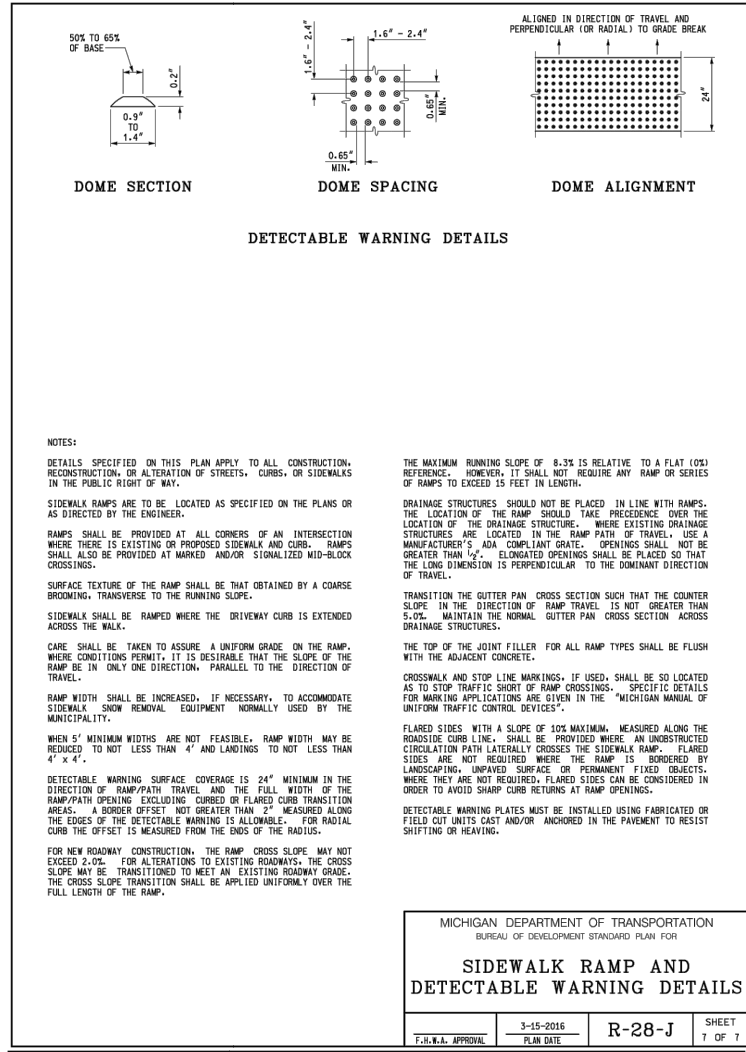 50% TO 65%
OF BASE
0.2"
0.9"
TO
1.4"
DOME SECTION
1.6" - 2.4"
1.6" - 2.4"
0.65"
MIN.
0.65"
MIN.
DOME SPACING
ALIGNED IN DIRECTION OF TRAVEL AND
PERPENDICULAR (OR RADIAL) TO GRADE BREAK
24"
DOME ALIGNMENT
DETECTABLE WARNING DETAILS
NOTES:
DETAILS SPECIFIED ON THIS PLAN APPLY TO ALL CONSTRUCTION,
RECONSTRUCTION, OR ALTERATION OF STREETS, CURBS, OR SIDEWALKS
IN THE PUBLIC RIGHT OF WAY.
SIDEWALK RAMPS ARE TO BE LOCATED AS SPECIFIED ON THE PLANS OR
AS DIRECTED BY THE ENGINEER.
RAMPS SHALL BE PROVIDED AT ALL CORNERS OF AN INTERSECTION
WHERE THERE IS EXISTING OR PROPOSED SIDEWALK AND CURB. RAMPS
SHALL ALSO BE PROVIDED AT MARKED AND/OR SIGNALIZED MID-BLOCK
CROSSINGS.
SURFACE TEXTURE OF THE RAMP SHALL BE THAT OBTAINED BY A COARSE
BROOMING, TRANSVERSE TO THE RUNNING SLOPE.
SIDEWALK SHALL BE RAMPED WHERE THE DRIVEWAY CURB IS EXTENDED
ACROSS THE WALK.
CARE SHALL BE TAKEN TO ASSURE A UNIFORM GRADE ON THE RAMP.
WHERE CONDITIONS PERMIT, IT IS DESIRABLE THAT THE SLOPE OF THE
RAMP BE IN ONLY ONE DIRECTION, PARALLEL TO THE DIRECTION OF
TRAVEL.
RAMP WIDTH SHALL BE INCREASED, IF NECESSARY, TO ACCOMMODATE
SIDEWALK SNOW REMOVAL EQUIPMENT NORMALLY USED BY THE
MUNICIPALITY.
WHEN 5' MINIMUM WIDTHS ARE NOT FEASIBLE, RAMP WIDTH MAY BE
REDUCED TO NOT LESS THAN 4' AND LANDINGS TO NOT LESS THAN
4' x 4'.
DETECTABLE WARNING SURFACE COVERAGE IS 24" MINIMUM IN THE
DIRECTION OF RAMP/PATH TRAVEL AND THE FULL WIDTH OF THE
RAMP/PATH OPENING EXCLUDING CURBED OR FLARED CURB TRANSITION
AREAS. A BORDER OFFSET NOT GREATER THAN 2" MEASURED ALONG
THE EDGES OF THE DETECTABLE WARNING IS ALLOWABLE. FOR RADIAL
CURB THE OFFSET IS MEASURED FROM THE ENDS OF THE RADIUS.
FOR NEW ROADWAY CONSTRUCTION, THE RAMP CROSS SLOPE MAY NOT
EXCEED 2.0%. FOR ALTERATIONS TO EXISTING ROADWAYS, THE CROSS
SLOPE MAY BE TRANSITIONED TO MEET AN EXISTING ROADWAY GRADE.
THE CROSS SLOPE TRANSITION SHALL BE APPLIED UNIFORMLY OVER THE
FULL LENGTH OF THE RAMP.
THE MAXIMUM RUNNING SLOPE OF 8.3% IS RELATIVE TO A FLAT (0%)
REFERENCE. HOWEVER, IT SHALL NOT REQUIRE ANY RAMP OR SERIES
OF RAMPS TO EXCEED 15 FEET IN LENGTH.
DRAINAGE STRUCTURES SHOULD NOT BE PLACED IN LINE WITH RAMPS.
THE LOCATION OF THE RAMP SHOULD TAKE PRECEDENCE OVER THE
LOCATION OF THE DRAINAGE STRUCTURE. WHERE EXISTING DRAINAGE
STRUCTURES ARE LOCATED IN THE RAMP PATH OF TRAVEL, USE A
MANUFACTURER'S ADA COMPLIANT GRATE. OPENINGS SHALL NOT BE
GREATER THAN 1/2". ELONGATED OPENINGS SHALL BE PLACED SO THAT
THE LONG DIMENSION IS PERPENDICULAR TO THE DOMINANT DIRECTION
OF TRAVEL.
TRANSITION THE GUTTER PAN CROSS SECTION SUCH THAT THE COUNTER
SLOPE IN THE DIRECTION OF RAMP TRAVEL IS NOT GREATER THAN
5.0%. MAINTAIN THE NORMAL GUTTER PAN CROSS SECTION ACROSS
DRAINAGE STRUCTURES.
THE TOP OF THE JOINT FILLER FOR ALL RAMP TYPES SHALL BE FLUSH
WITH THE ADJACENT CONCRETE.
CROSSWALK AND STOP LINE MARKINGS, IF USED, SHALL BE SO LOCATED
AS TO STOP TRAFFIC SHORT OF RAMP CROSSINGS. SPECIFIC DETAILS
FOR MARKING APPLICATIONS ARE GIVEN IN THE "MICHIGAN MANUAL OF
UNIFORM TRAFFIC CONTROL DEVICES".
FLARED SIDES WITH A SLOPE OF 10% MAXIMUM, MEASURED ALONG THE
ROADSIDE CURB LINE, SHALL BE PROVIDED WHERE AN UNOBSTRUCTED
CIRCULATION PATH LATERALLY CROSSES THE SIDEWALK RAMP. FLARED
SIDES ARE NOT REQUIRED WHERE THE RAMP IS BORDERED BY
LANDSCAPING, UNPAVED SURFACE OR PERMANENT FIXED OBJECTS.
WHERE THEY ARE NOT REQUIRED, FLARED SIDES CAN BE CONSIDERED IN
ORDER TO AVOID SHARP CURB RETURNS AT RAMP OPENINGS.
DETECTABLE WARNING PLATES MUST BE INSTALLED USING FABRICATED OR
FIELD CUT UNITS CAST AND/OR ANCHORED IN THE PAVEMENT TO RESIST
SHIFTING OR HEAVING.
MICHIGAN DEPARTMENT OF TRANSPORTATION
BUREAU OF DEVELOPMENT STANDARD PLAN FOR
SIDEWALK RAMP AND
DETECTABLE WARNING DETAILS
F.H.W.A. APPROVAL
3-15-2016
PLAN DATE
R-28-J
SHEET
7 OF 7